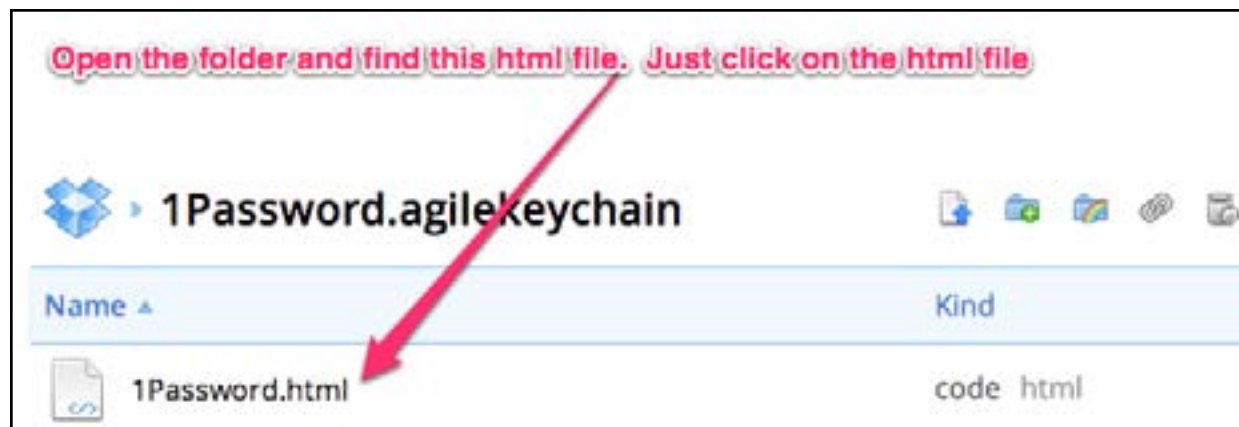 Open the folder and find this html file.  Just click on the html file
1Password.agilekeychain
Name Kind
1Password.html code html